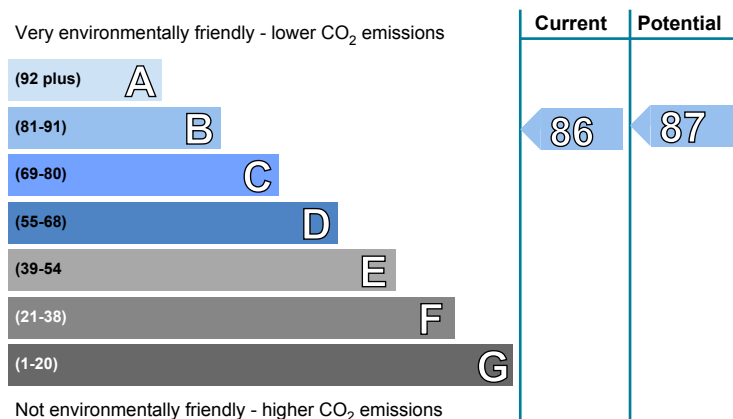 Very environmentally friendly - lower CO2 emissions
Current Potential
(92 plus) A
(81-91) B
86 87
(69-80) C
(55-68) D
(39-54 E
(21-38) F
(1-20) G
Not environmentally friendly - higher CO2 emissions